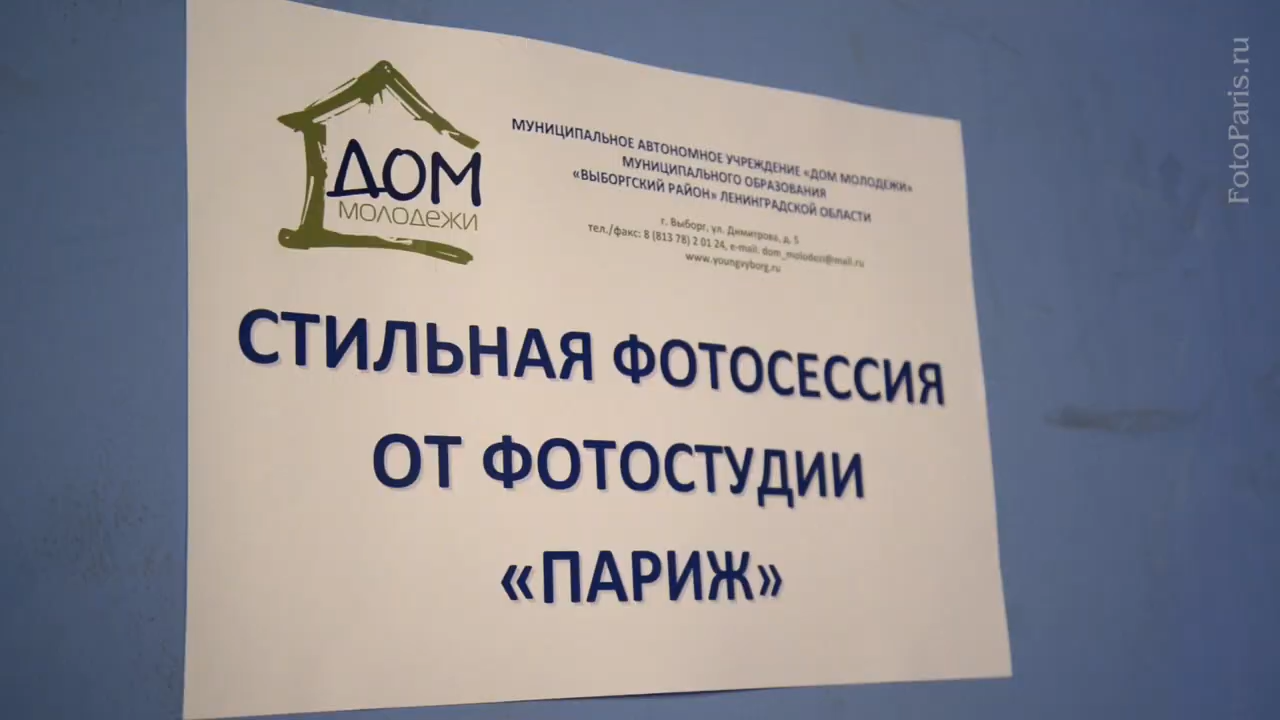 ДОМ
МОЛОДЕЖИ
МУНИЦИПАЛЬНОЕ АВТОНОМНОЕ УЧРЕЖДЕНИЕ «ДОМ МОЛОДЕЖИ»
МУНИЦИПАЛЬНОГО ОБРАЗОВАНИЯ
«ВЫБОРГСКИЙ РАЙОН» ЛЕНИНГРАДСКОЙ ОБЛАСТИ
г. Выборг, ул. Димитрова, д. 5
тел./факс: 8 (813 78) 2 01 24, e-mail: dom_molodezi@mail.ru
www.youngvyborg.ru
СТИЛЬНАЯ ФОТОСЕССИЯ
ОТ ФОТОСТУДИИ
«ПАРИЖ»
FotoParis.ru